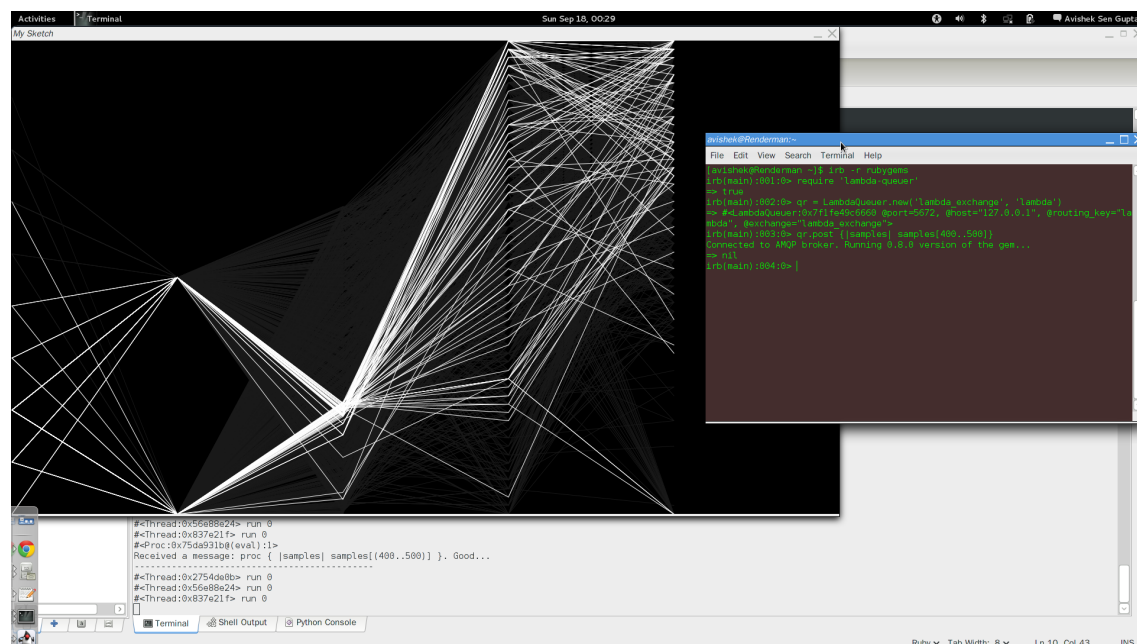 Activities Terminal Sun Sep 18, 00:29 Avishek Sen Gupta
My Sketch
avishek@Renderman:~
File Edit View Search Terminal Help
[avishek@Renderman ~]$ irb -r rubygems
irb(main):001:0> require 'lambda-queuer'
=> true
irb(main):002:0> qr = LambdaQueuer.new('lambda_exchange', 'lambda')
=> #<LambdaQueuer:0x7f1fe49c6660 @port=5672, @host="127.0.0.1", @routing_key="la
mbda", @exchange="lambda_exchange">
irb(main):003:0> qr.post {|samples| samples[400..500]}
Connected to AMQP broker. Running 0.8.0 version of the gem...
=> nil
irb(main):004:0>
#<Thread:0x56e88e24> run 0
#<Thread:0x837e21f> run 0
#<Proc:0x75da931b@(eval):1>
Received a message: proc { |samples| samples[(400..500)] }. Good...
--------------------------------------------
#<Thread:0x2754de0b> run 0
#<Thread:0x56e88e24> run 0
#<Thread:0x837e21f> run 0
Terminal Shell Output Python Console
Ruby Tab Width: 8 Ln 10, Col 43 INS